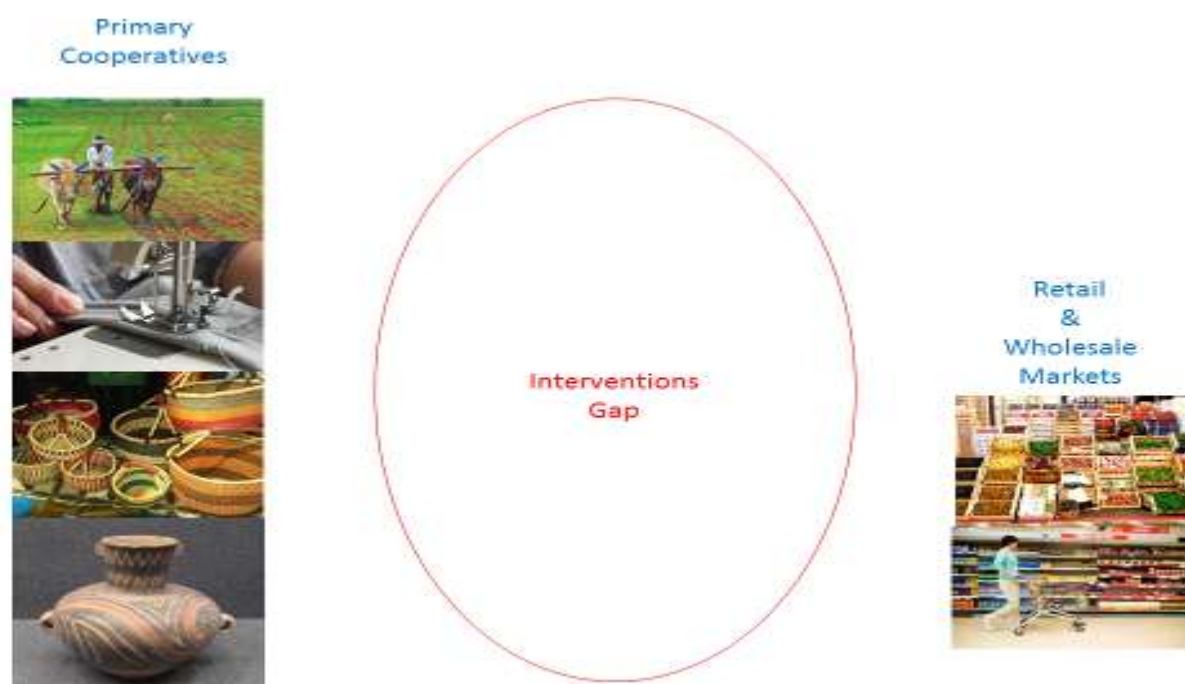 Primary
Cooperatives
Interventions
Gap
Retail
&
Wholesale
Markets